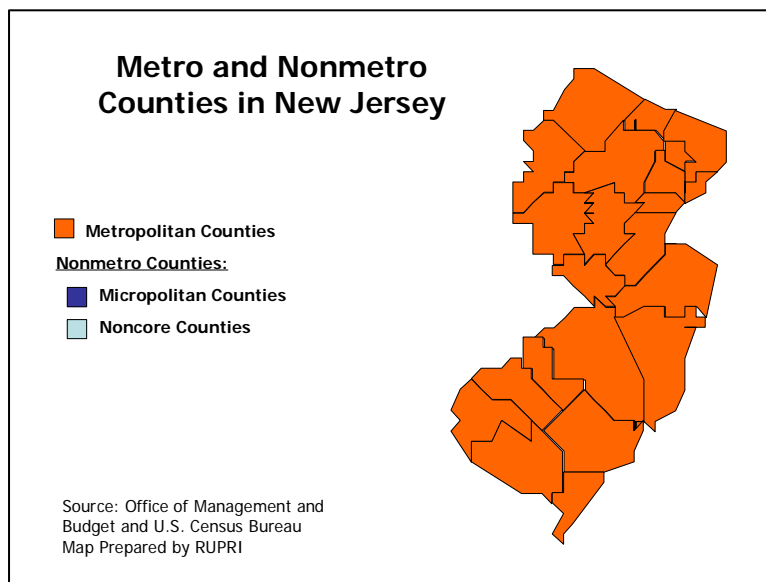 Metro and Nonmetro
Counties in New Jersey
Metropolitan Counties
Nonmetro Counties:
Micropolitan Counties
Noncore Counties
Source: Office of Management and
Budget and U.S. Census Bureau
Map Prepared by RUPRI